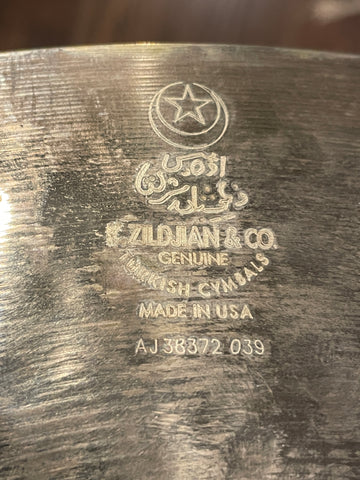 K. ZILDJIAN & CO.
GENUINE
TURKISH CYMBALS
MADE IN USA
AJ 38372 039